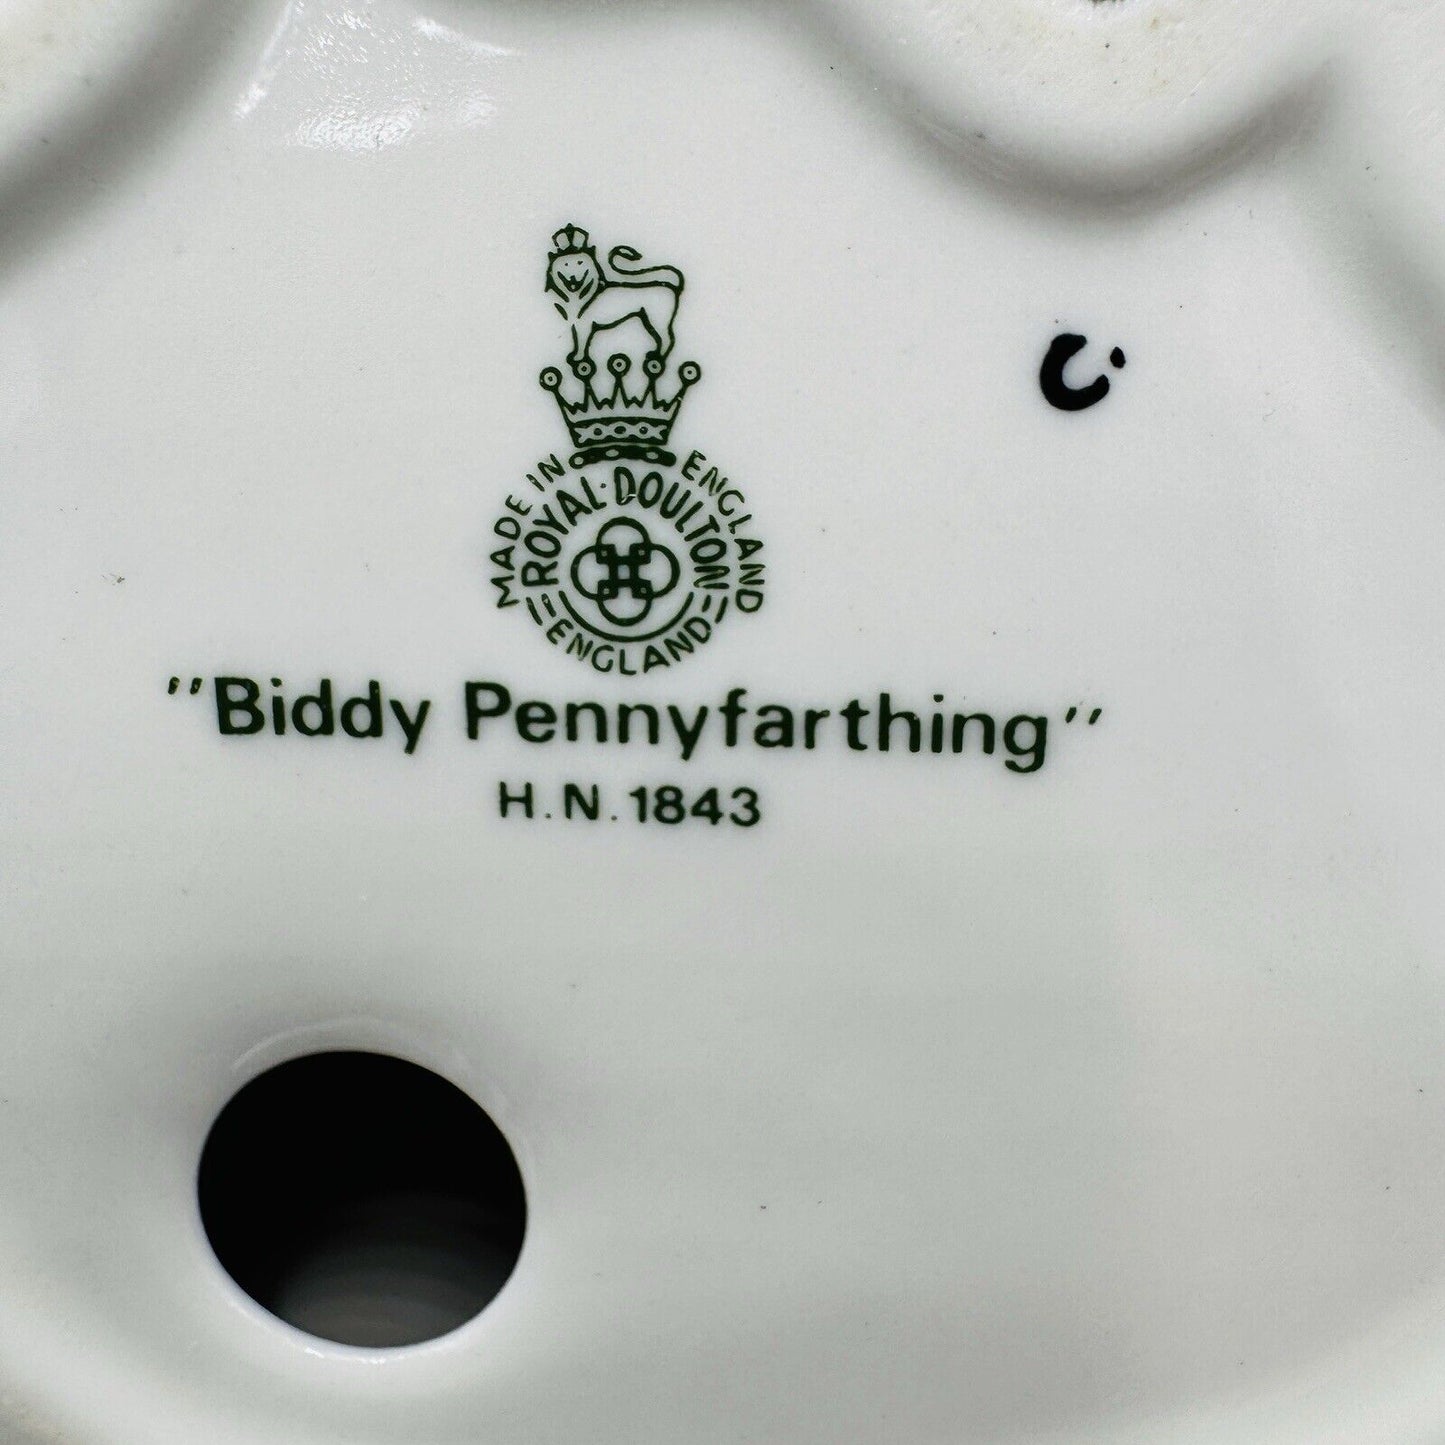 MADE IN ENGLAND
ROYAL·DOULTON
ENGLAND
"Biddy Pennyfarthing"
H.N.1843